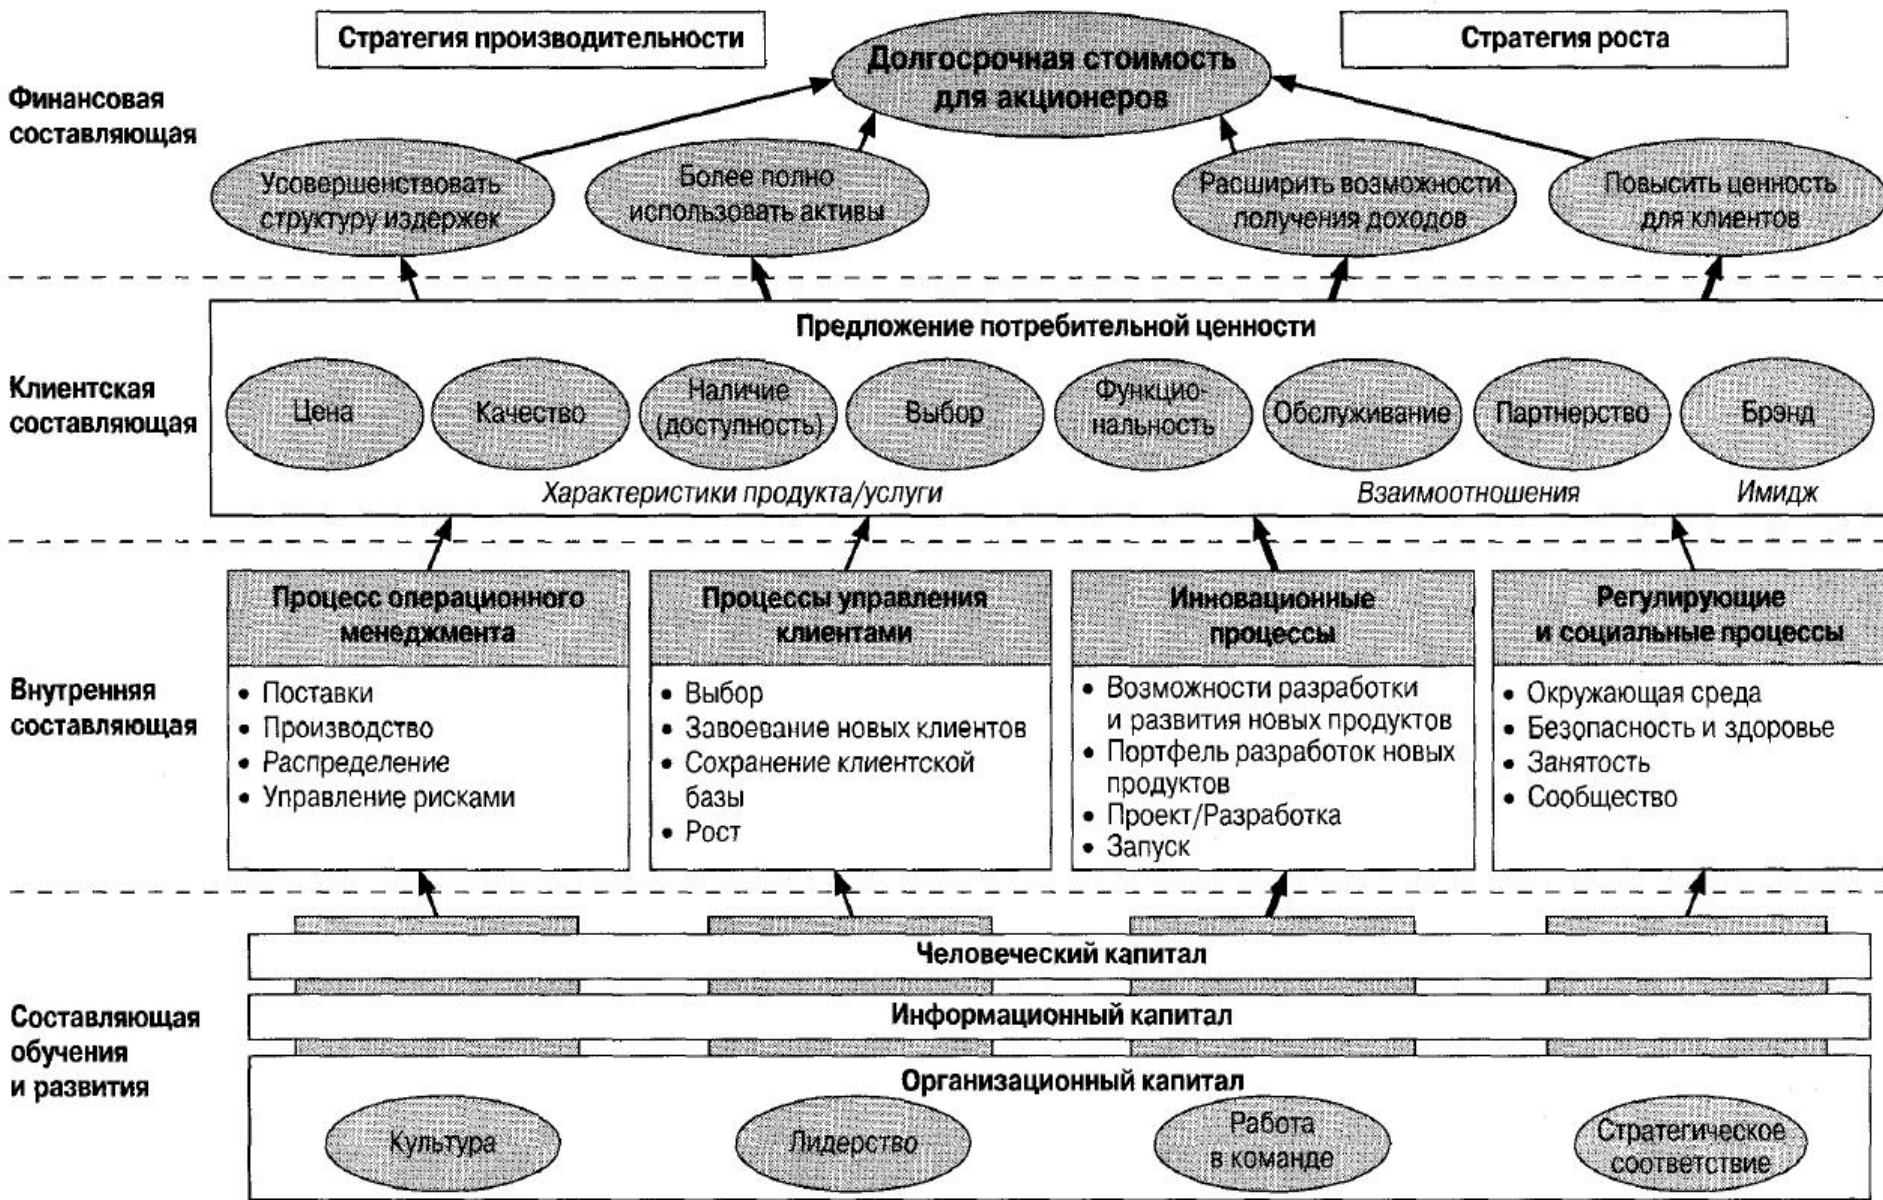 Стратегия производительности
Долгосрочная стоимость
для акционеров
Стратегия роста
Финансовая
составляющая
Усовершенствовать
структуру издержек
Более полно
использовать активы
Расширить возможности
получения доходов
Повысить ценность
для клиентов
Предложение потребительной ценности
Клиентская
составляющая
Цена
Качество
Наличие
(доступность)
Выбор
Функцио-
нальность
Обслуживание
Партнерство
Брэнд
Характеристики продукта/услуги
Взаимоотношения
Имидж
Внутренняя
составляющая
Процесс операционного
менеджмента
• Поставки
• Производство
• Распределение
• Управление рисками
Процессы управления
клиентами
• Выбор
• Завоевание новых клиентов
• Сохранение клиентской
базы
• Рост
Инновационные
процессы
• Возможности разработки
и развития новых продуктов
• Портфель разработок новых
продуктов
• Проект/Разработка
• Запуск
Регулирующие
и социальные процессы
• Окружающая среда
• Безопасность и здоровье
• Занятость
• Сообщество
Составляющая
обучения
и развития
Человеческий капитал
Информационный капитал
Организационный капитал
Культура
Лидерство
Работа
в команде
Стратегическое
соответствие